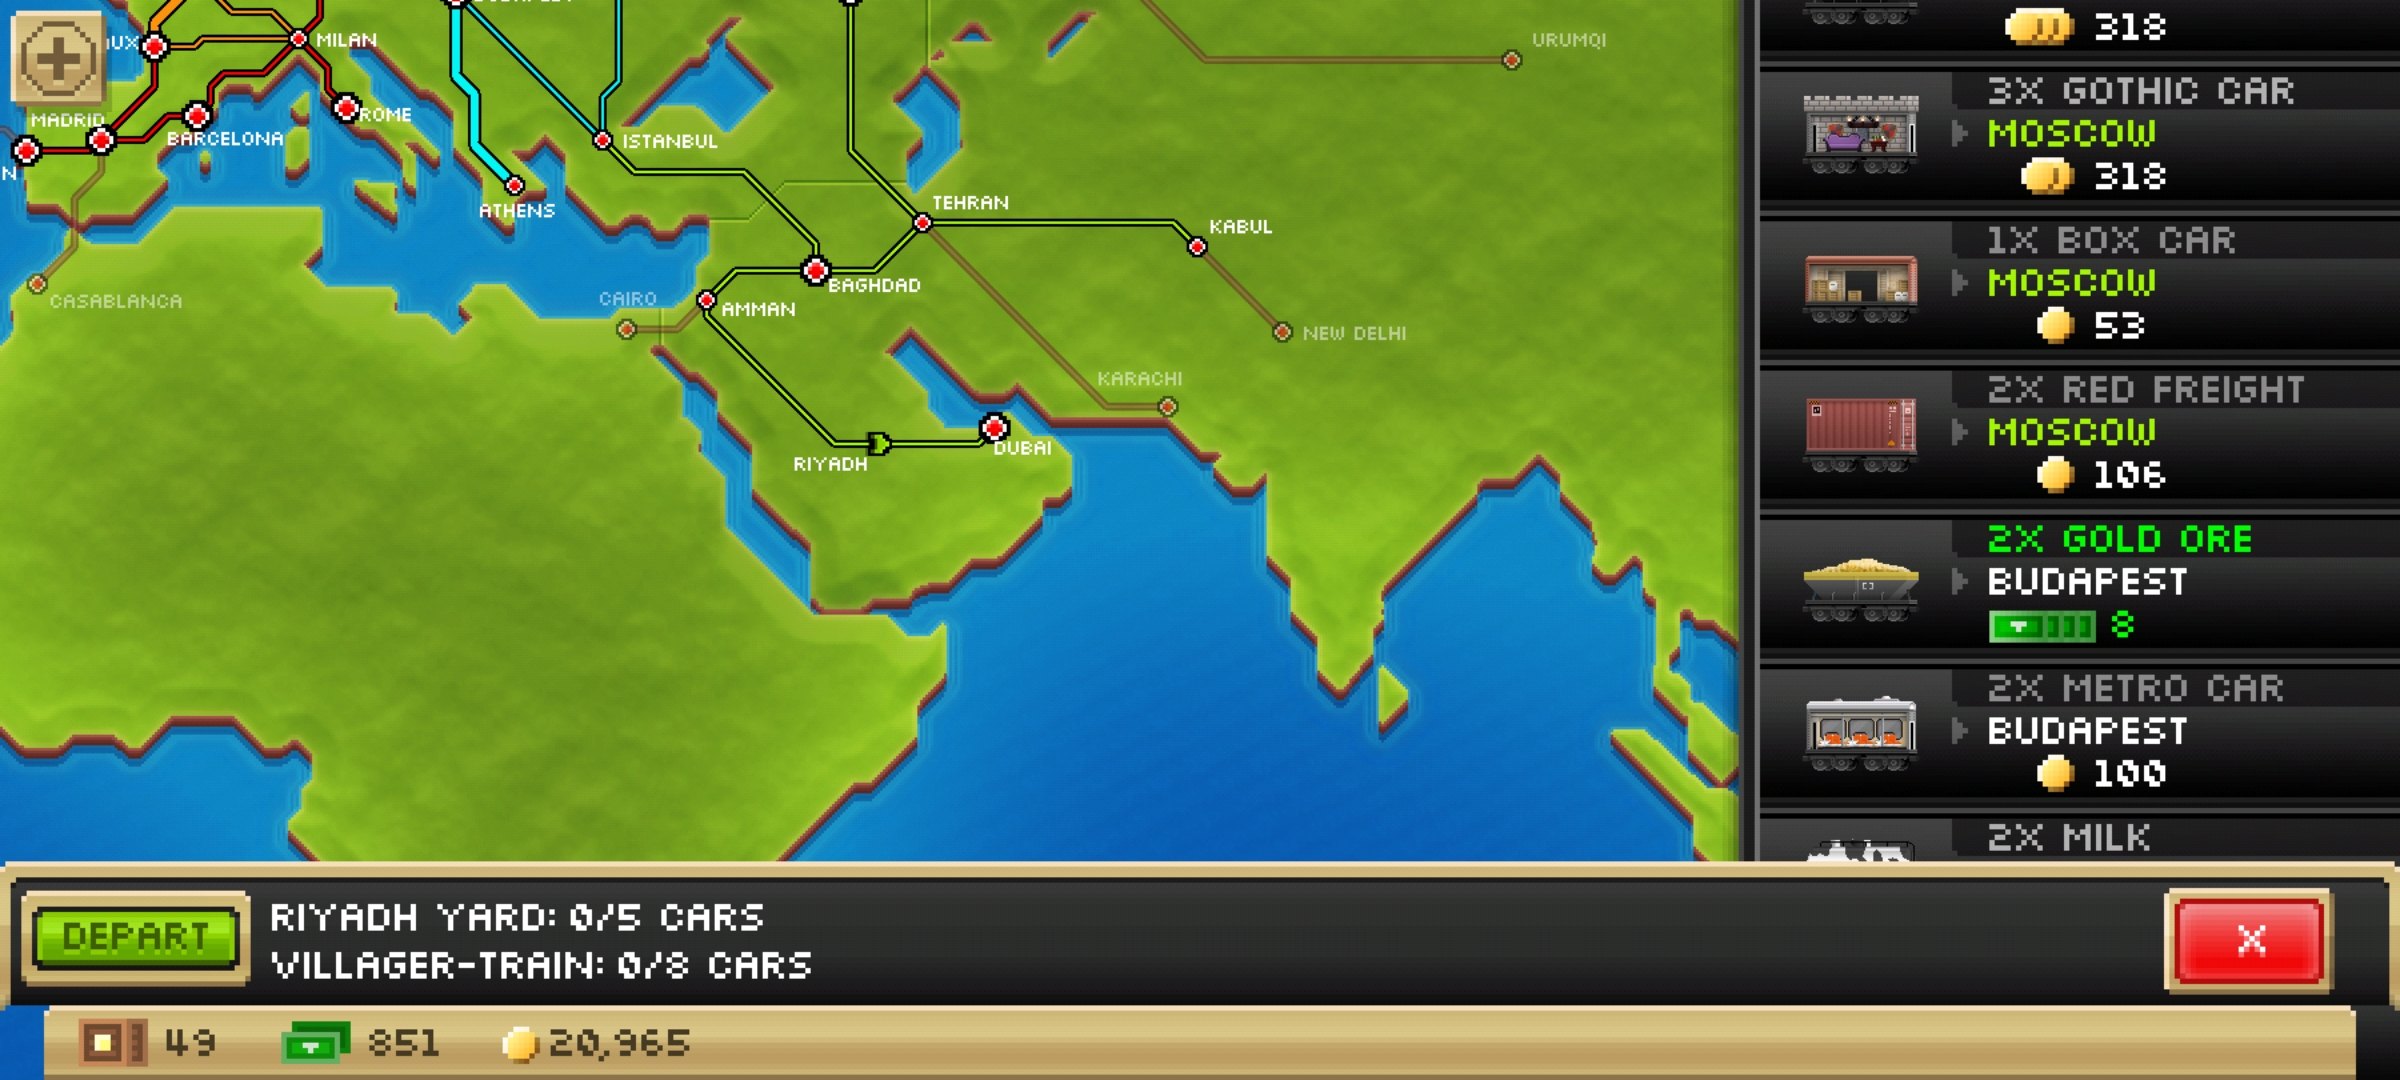 MILAN
URUMQI
ROME
MADRID
BARCELONA
ISTANBUL
ATHENS
TEHRAN
KABUL
CASABLANCA
CAIRO
AMMAN
BAGHDAD
NEW DELHI
KARACHI
RIYADH
DUBAI
318
3X GOTHIC CAR
MOSCOW
318
1X BOX CAR
MOSCOW
53
2X RED FREIGHT
MOSCOW
106
2X GOLD ORE
BUDAPEST
8
2X METRO CAR
BUDAPEST
100
2X MILK
DEPART
RIYADH YARD: 0/5 CARS
VILLAGER-TRAIN: 0/8 CARS
X
49
851
20,965